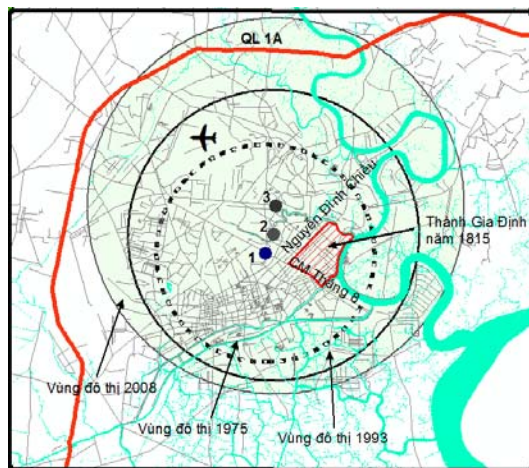 QL 1A
3
Nguyễn Đình Chiểu
2
Thành Gia Định
năm 1815
1
CM Tháng 8
Vùng đô thị 2008
Vùng đô thị 1975
Vùng đô thị 1993